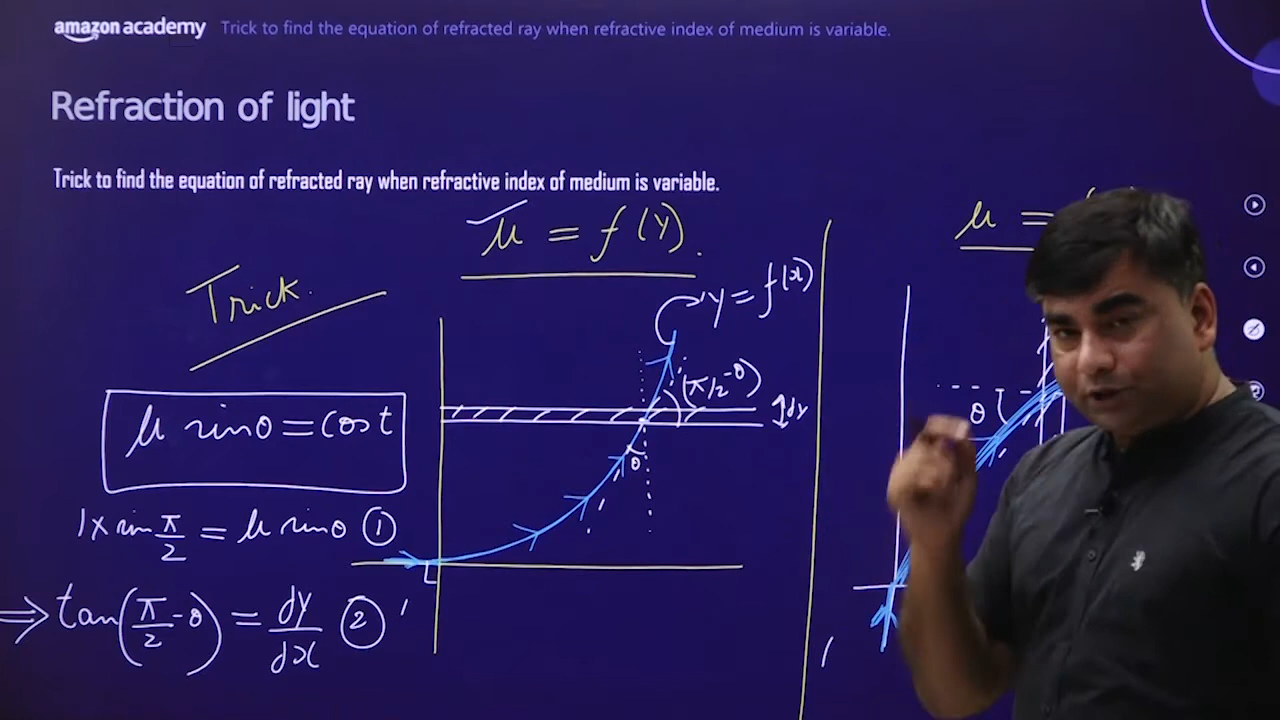 amazon academy Trick to find the equation of refracted ray when refractive index of medium is variable.
Refraction of light
Trick to find the equation of refracted ray when refractive index of medium is variable.
μ = f(y).
μ =
Trick.
y = f(x)
(π/2-θ)
dy
θ
θ
μ sinθ = cost
1 x sin π/2 = μ sinθ ①
⇒ tan(π/2 - θ) = dy/dx ②